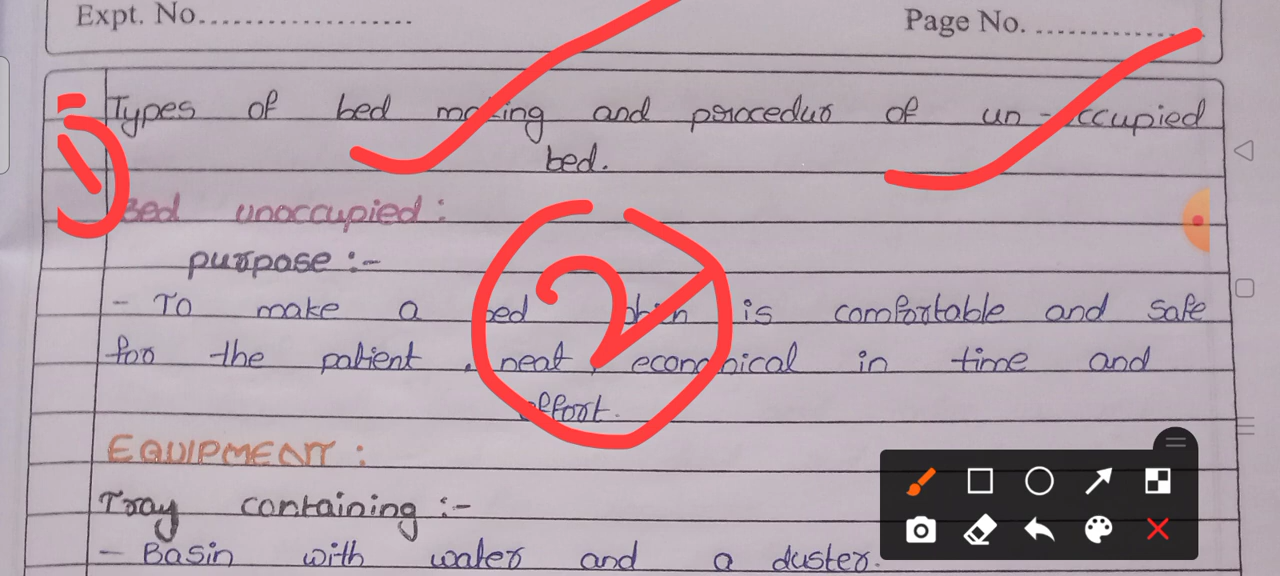 Expt. No. Page No.
1)
Types of bed making and procedur of un-occupied
bed.
Bed unoccupied :
purpose :-
- To make a bed which is comfortable and safe
for the patient , neat , economical in time and
effort.
2
EQUIPMENT :
Tray containing :-
- Basin with water and a duster.